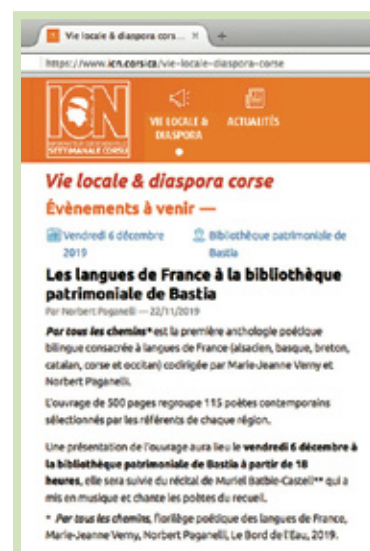 Vie locale & diaspora cors... × +
https://www.icn.corsica/vie-locale-diaspora-corse
ICN
SETTIMANALE CORSU
VIE LOCALE &
DIASPORA
ACTUALITÉS
Vie locale & diaspora corse
Évènements à venir —
Vendredi 6 décembre
2019
Bibliothèque patrimoniale de
Bastia
Les langues de France à la bibliothèque
patrimoniale de Bastia
Par Norbert Paganelli — 22/11/2019
Par tous les chemins* est la première anthologie poétique
bilingue consacrée à langues de France (alsacien, basque, breton,
catalan, corse et occitan) codirigée par Marie-Jeanne Verny et
Norbert Paganelli.
L'ouvrage de 500 pages regroupe 115 poètes contemporains
sélectionnés par les référents de chaque région.
Une présentation de l'ouvrage aura lieu le vendredi 6 décembre à
la bibliothèque patrimoniale de Bastia à partir de 18
heures, elle sera suivie du récital de Muriel Batbie-Castell** qui a
mis en musique et chante les poètes du recueil.
* Par tous les chemins, florilège poétique des langues de France,
Marie-Jeanne Verny, Norbert Paganelli, Le Bord de l'Eau, 2019.